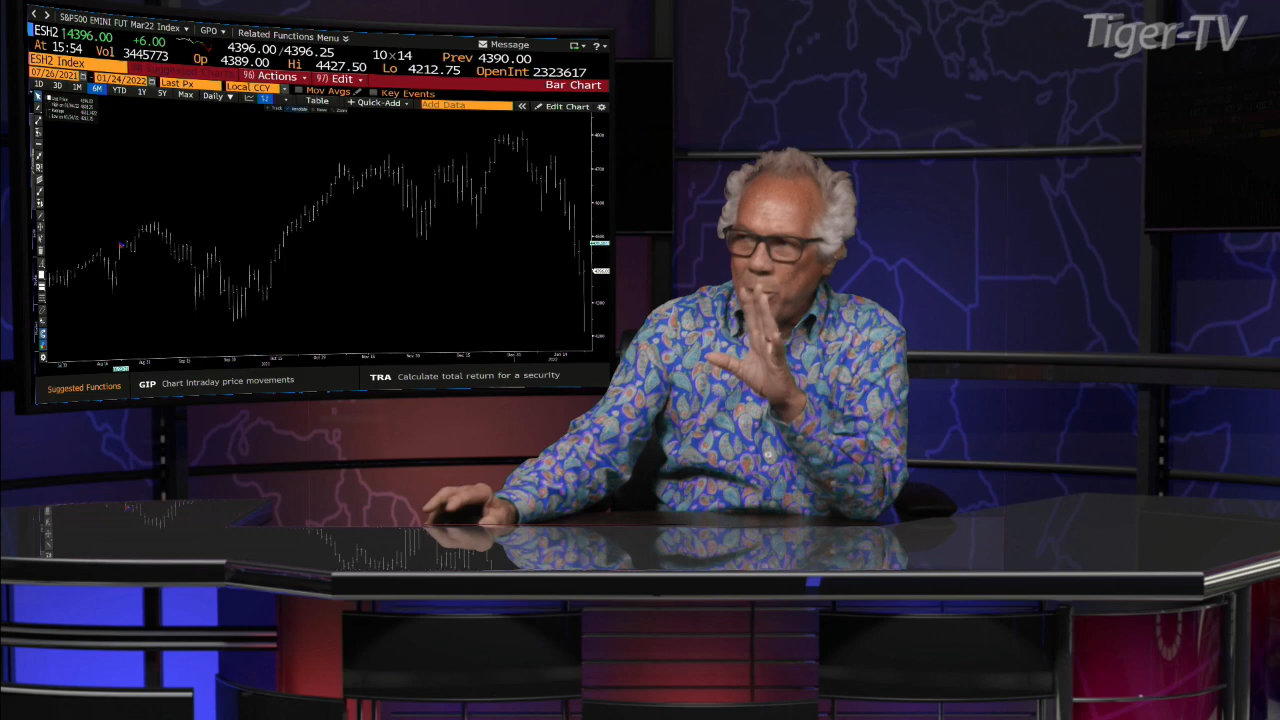 Tiger-TV
S&P500 EMINI FUT Mar22 Index GPO Related Functions Menu
ESH2 4396.00 +6.00 4396.00/4396.25 10×14 Prev 4390.00 Message
At 15:54 Vol 3445773 Op 4389.00 Hi 4427.50 Lo 4212.75 OpenInt 2323617
ESH2 Index 96) Actions 97) Edit Bar Chart
07/26/2021 - 01/24/2022 Last Px Local CCY Mov Avgs Key Events
1D 3D 1M 6M YTD 1Y 5Y Max Daily Table + Quick-Add Add Data Edit Chart
Suggested Functions GIP Chart intraday price movements TRA Calculate total return for a security